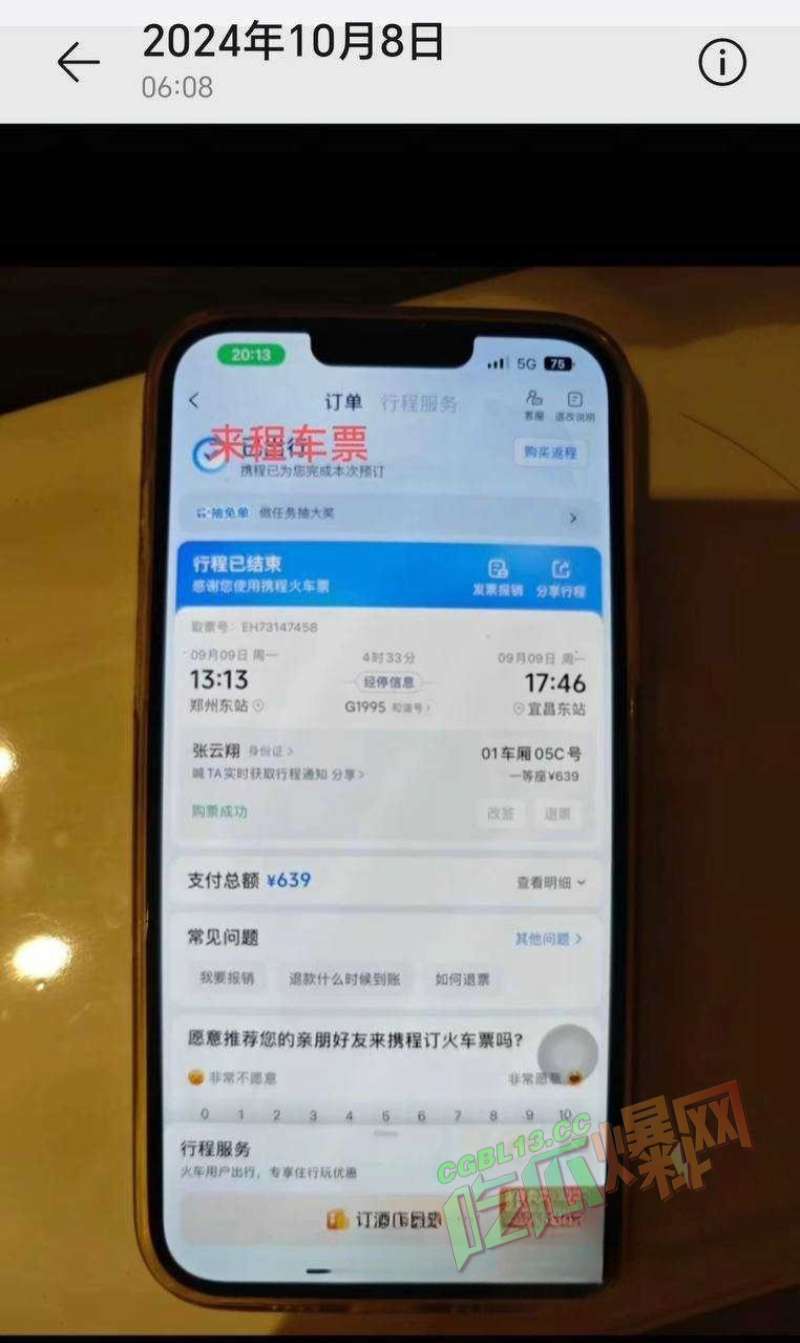 2024年10月8日
06:08
20:13
5G 75
订单 行程服务
客服 退改说明
来程车票
携程已为您完成本次预订
购买返程
抽免单 做任务抽大奖
行程已结束
感谢您使用携程火车票
发票报销 分享行程
取票号：EH73147458
09月09日 周一 4时33分 09月09日 周一
13:13 经停信息 17:46
郑州东站 G1995 和谐号 宜昌东站
张云翔 身份证 01车厢 05C号
喊TA实时获取行程通知 分享 一等座¥639
购票成功 改签 退票
支付总额 ¥639 查看明细
常见问题 其他问题
我要报销 退款什么时候到账 如何退票
愿意推荐您的亲朋好友来携程订火车票吗？
非常不愿意 非常愿意
0 1 2 3 4 5 6 7 8 9 10
行程服务
火车用户出行，专享住行玩优惠
CGBL13.CC
吃瓜爆料网